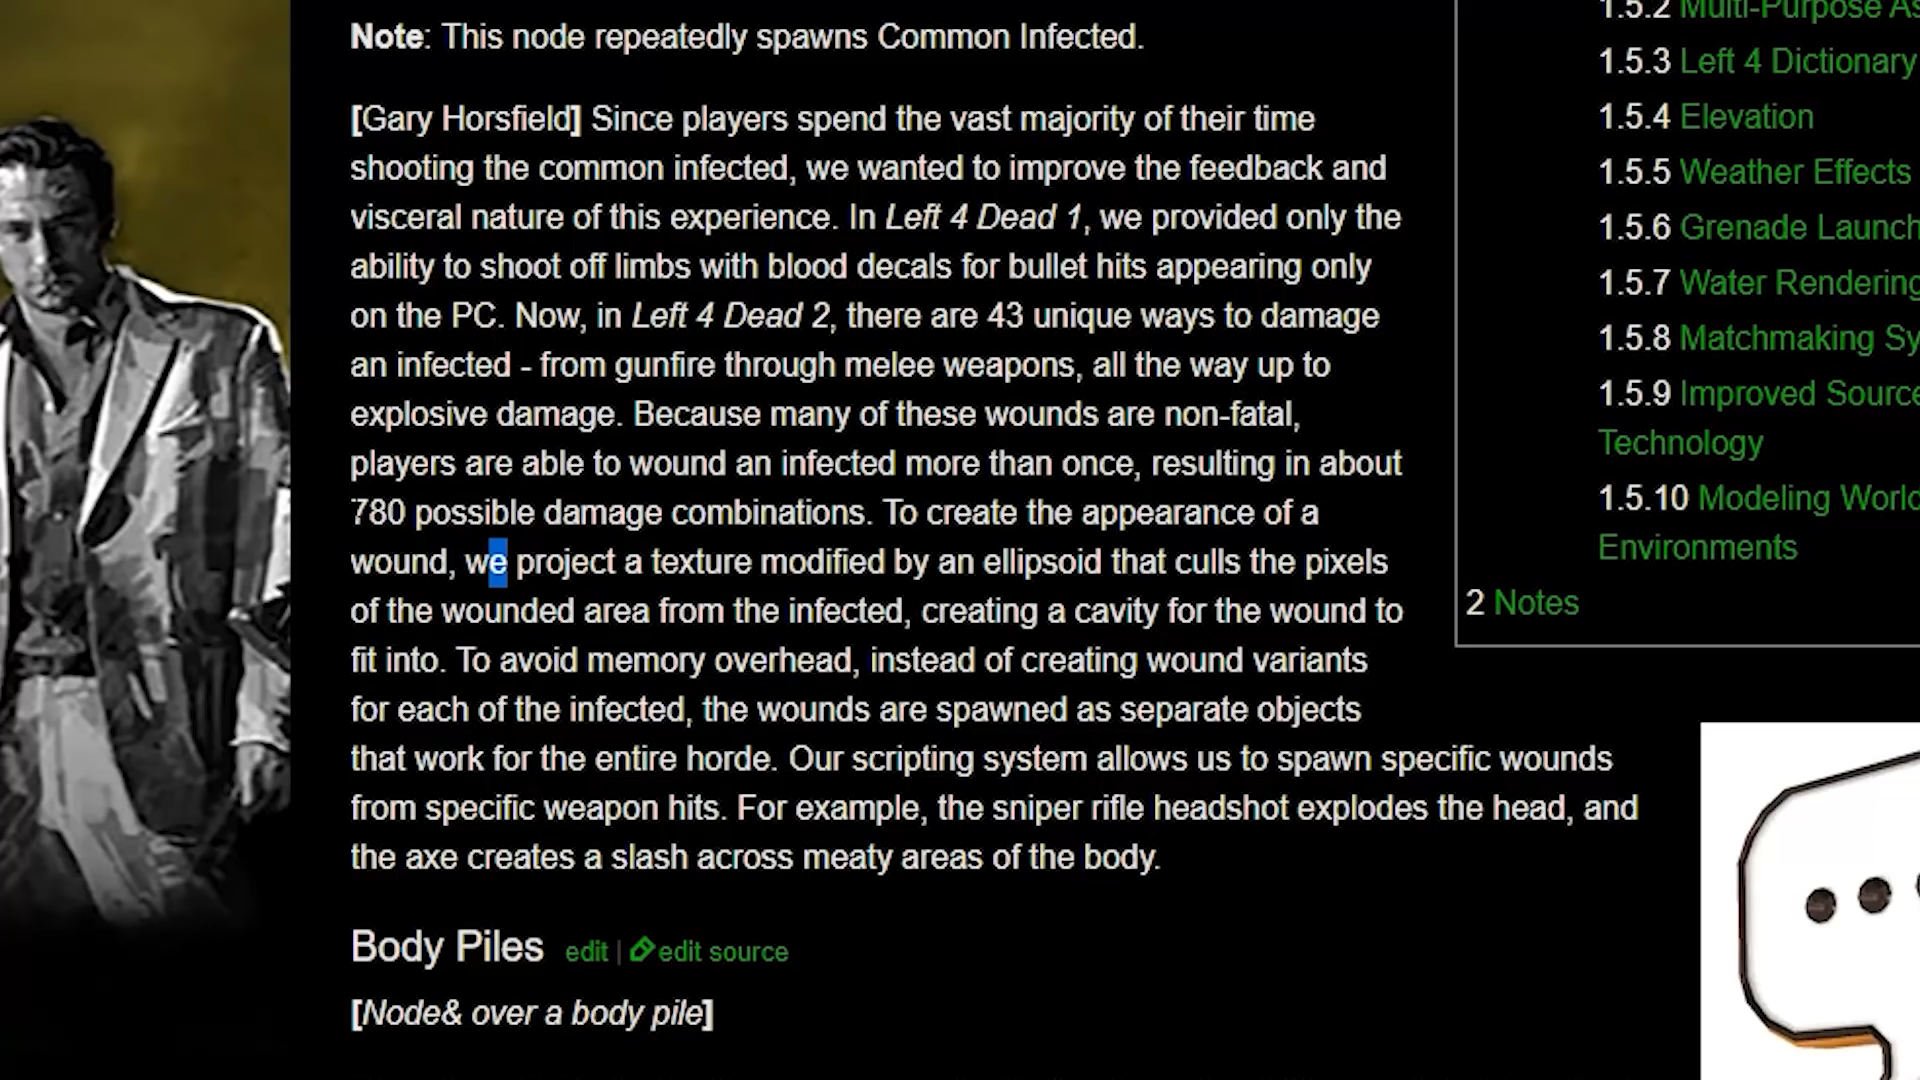 Note: This node repeatedly spawns Common Infected.
[Gary Horsfield] Since players spend the vast majority of their time
shooting the common infected, we wanted to improve the feedback and
visceral nature of this experience. In Left 4 Dead 1, we provided only the
ability to shoot off limbs with blood decals for bullet hits appearing only
on the PC. Now, in Left 4 Dead 2, there are 43 unique ways to damage
an infected - from gunfire through melee weapons, all the way up to
explosive damage. Because many of these wounds are non-fatal,
players are able to wound an infected more than once, resulting in about
780 possible damage combinations. To create the appearance of a
wound, we project a texture modified by an ellipsoid that culls the pixels
of the wounded area from the infected, creating a cavity for the wound to
fit into. To avoid memory overhead, instead of creating wound variants
for each of the infected, the wounds are spawned as separate objects
that work for the entire horde. Our scripting system allows us to spawn specific wounds
from specific weapon hits. For example, the sniper rifle headshot explodes the head, and
the axe creates a slash across meaty areas of the body.
Body Piles edit | edit source
[Node& over a body pile]
1.5.2 Multi-Purpose As
1.5.3 Left 4 Dictionary
1.5.4 Elevation
1.5.5 Weather Effects
1.5.6 Grenade Launch
1.5.7 Water Rendering
1.5.8 Matchmaking Sy
1.5.9 Improved Source
Technology
1.5.10 Modeling World
Environments
2 Notes